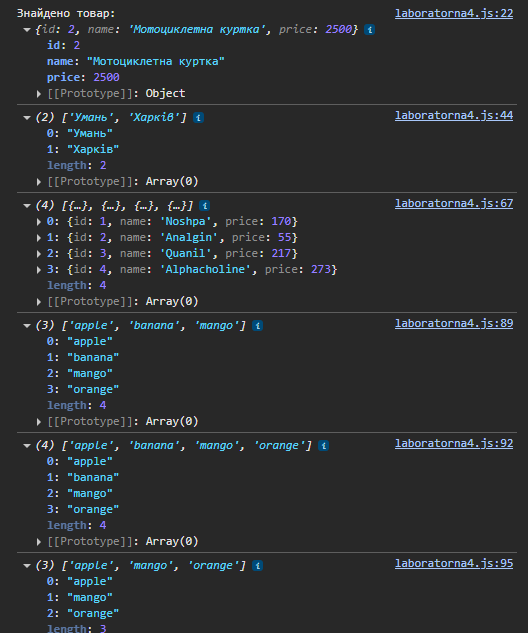 Знайдено товар: laboratorna4.js:22
{id: 2, name: 'Мотоциклетна куртка', price: 2500} i
id: 2
name: "Мотоциклетна куртка"
price: 2500
[[Prototype]]: Object
(2) ['Умань', 'Харків'] i laboratorna4.js:44
0: "Умань"
1: "Харків"
length: 2
[[Prototype]]: Array(0)
(4) [{…}, {…}, {…}, {…}] i laboratorna4.js:67
0: {id: 1, name: 'Noshpa', price: 170}
1: {id: 2, name: 'Analgin', price: 55}
2: {id: 3, name: 'Quanil', price: 217}
3: {id: 4, name: 'Alphacholine', price: 273}
length: 4
[[Prototype]]: Array(0)
(3) ['apple', 'banana', 'mango'] i laboratorna4.js:89
0: "apple"
1: "banana"
2: "mango"
3: "orange"
length: 4
[[Prototype]]: Array(0)
(4) ['apple', 'banana', 'mango', 'orange'] i laboratorna4.js:92
0: "apple"
1: "banana"
2: "mango"
3: "orange"
length: 4
[[Prototype]]: Array(0)
(3) ['apple', 'mango', 'orange'] i laboratorna4.js:95
0: "apple"
1: "mango"
2: "orange"
length: 3